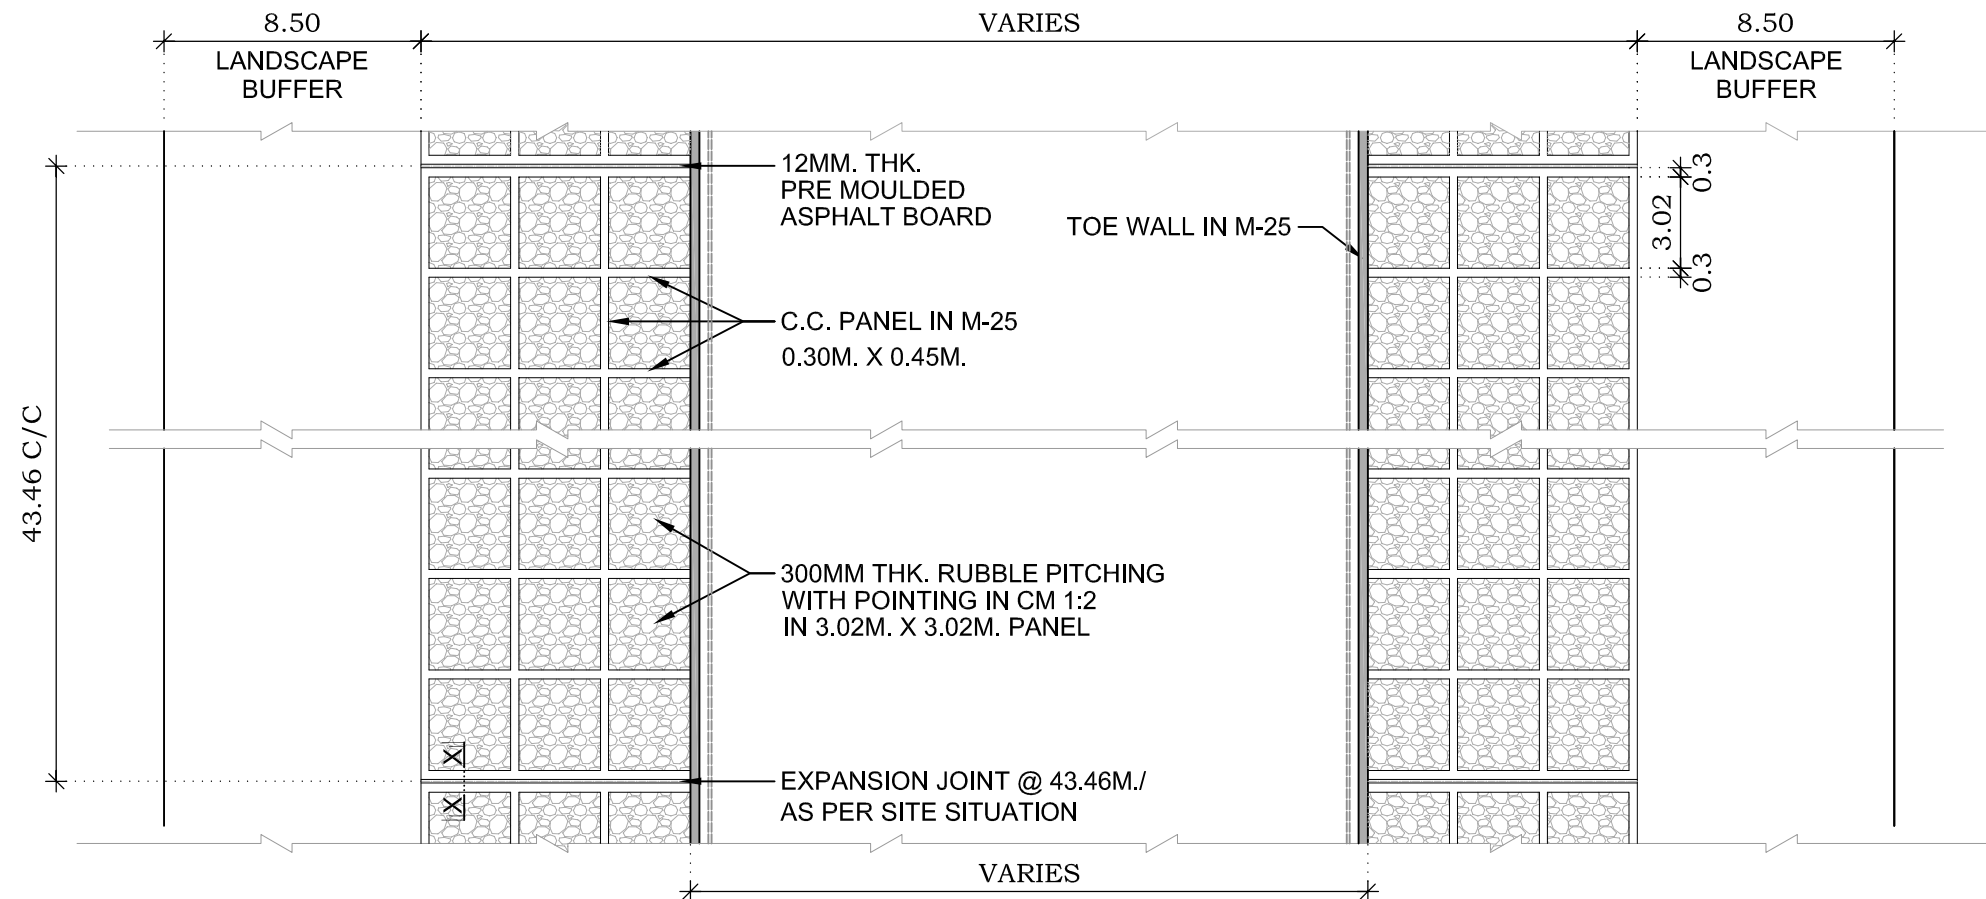 8.50
VARIES
8.50
LANDSCAPE
BUFFER
LANDSCAPE
BUFFER
12MM. THK.
PRE MOULDED
ASPHALT BOARD
0.3
3.02
0.3
TOE WALL IN M-25
C.C. PANEL IN M-25
0.30M. X 0.45M.
43.46 C/C
300MM THK. RUBBLE PITCHING
WITH POINTING IN CM 1:2
IN 3.02M. X 3.02M. PANEL
X
X
EXPANSION JOINT @ 43.46M./
AS PER SITE SITUATION
VARIES